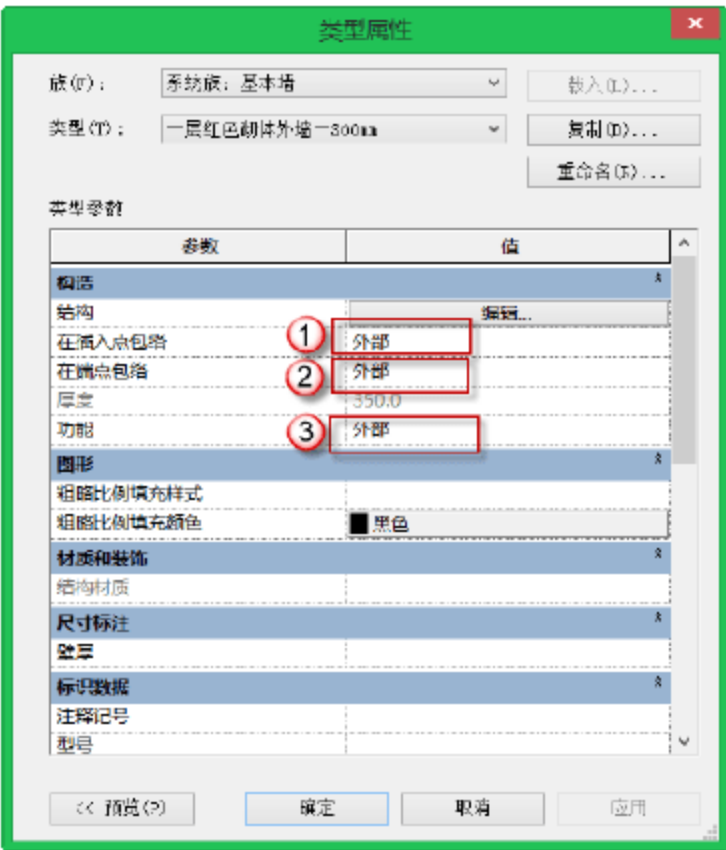 类型属性
族(F): 系统族: 基本墙 载入(L)...
类型(T): 一层红色砌体外墙-300mm 复制(D)...
重命名(R)...
类型参数
参数 值
构造
结构 编辑...
在插入点包络 ① 外部
在端点包络 ② 外部
厚度 350.0
功能 ③ 外部
图形
粗略比例填充样式
粗略比例填充颜色 黑色
材质和装饰
结构材质
尺寸标注
壁厚
标识数据
注释记号
型号
<< 预览(P) 确定 取消 应用